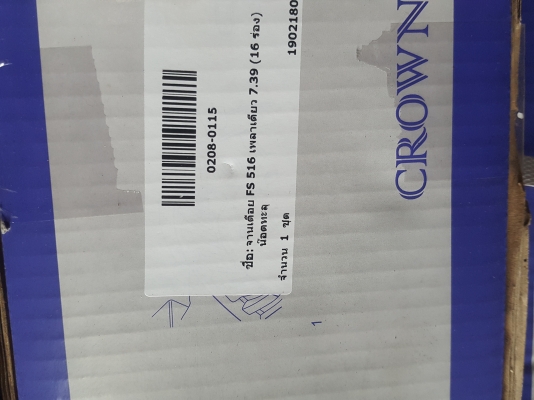 0208-0115
ชื่อ: จานเดือย FS 516 เพลาเดียว 7.39 (16 ร่อง)
น๊อตทะลุ
จำนวน 1 ชุด
1902180
CROWN
1